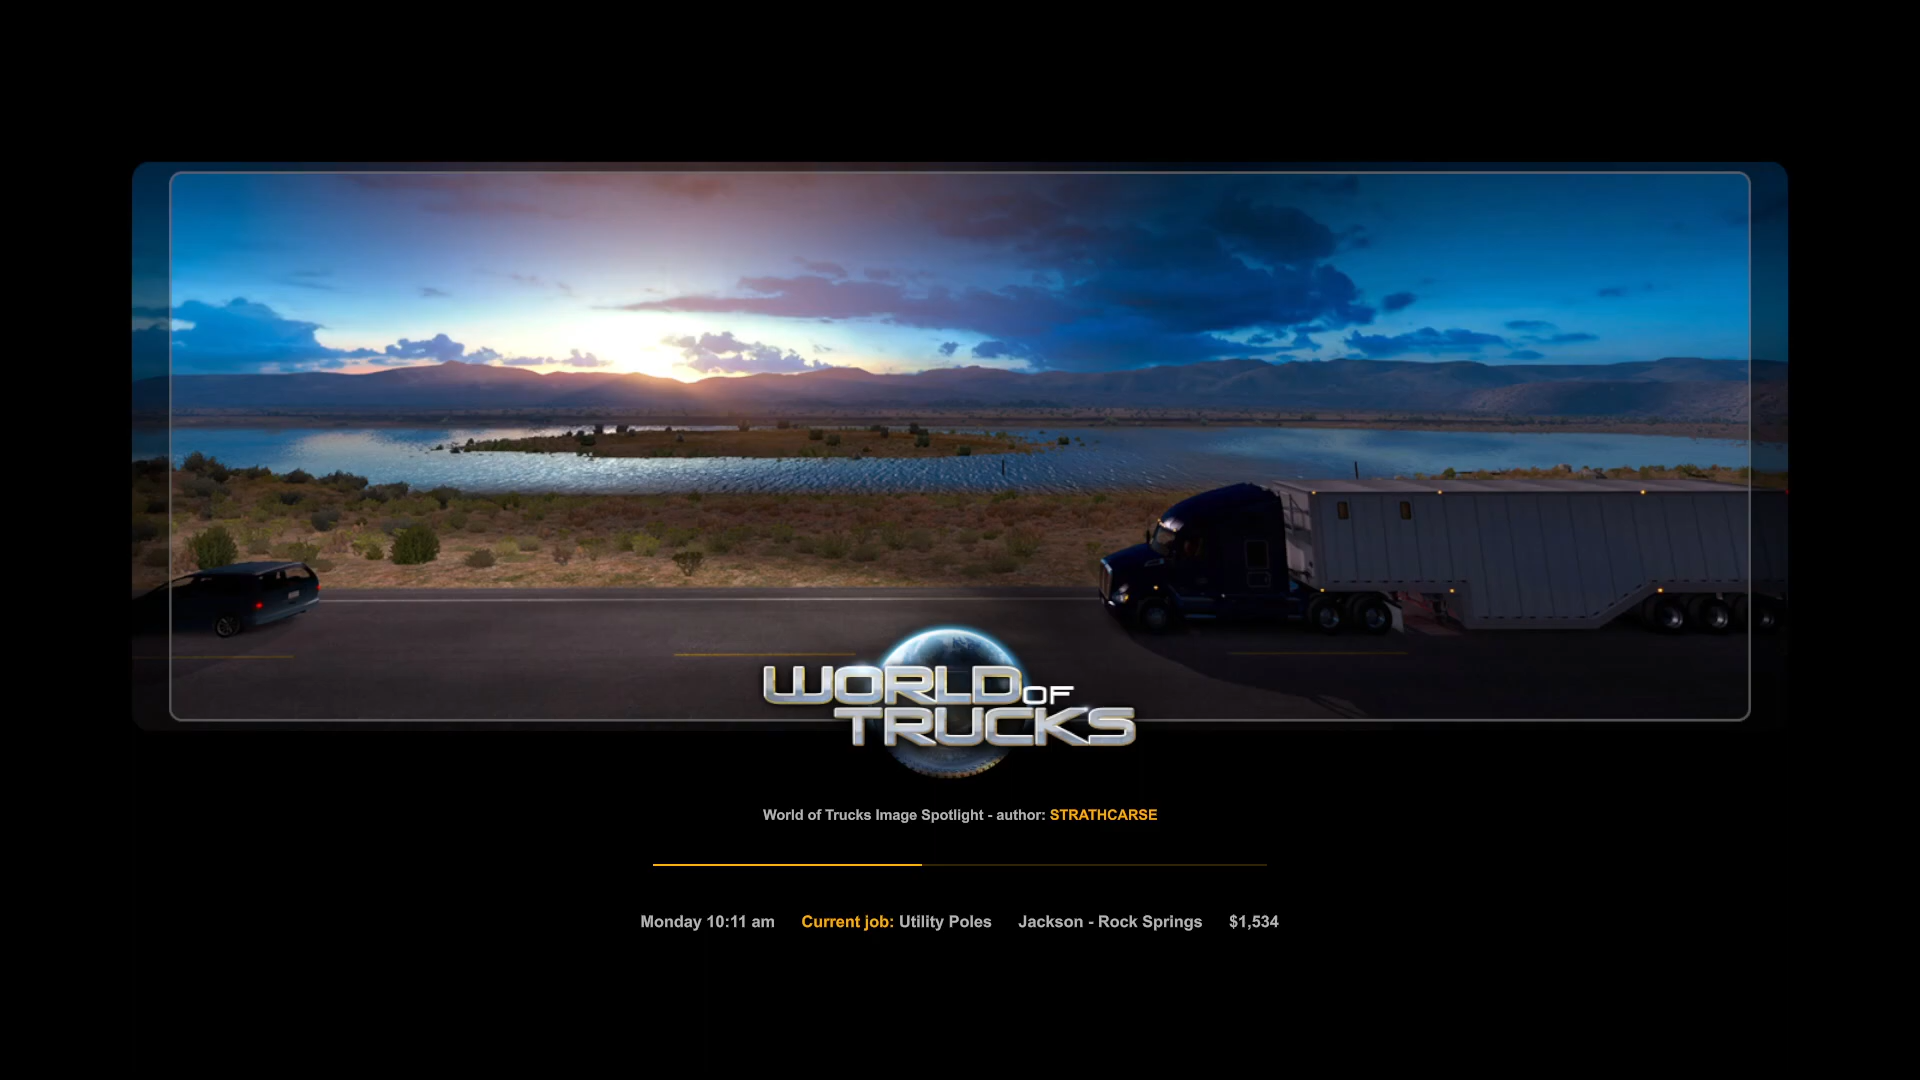 WORLD OF
TRUCKS
World of Trucks Image Spotlight - author: STRATHCARSE
Monday 10:11 am Current job: Utility Poles Jackson - Rock Springs $1,534